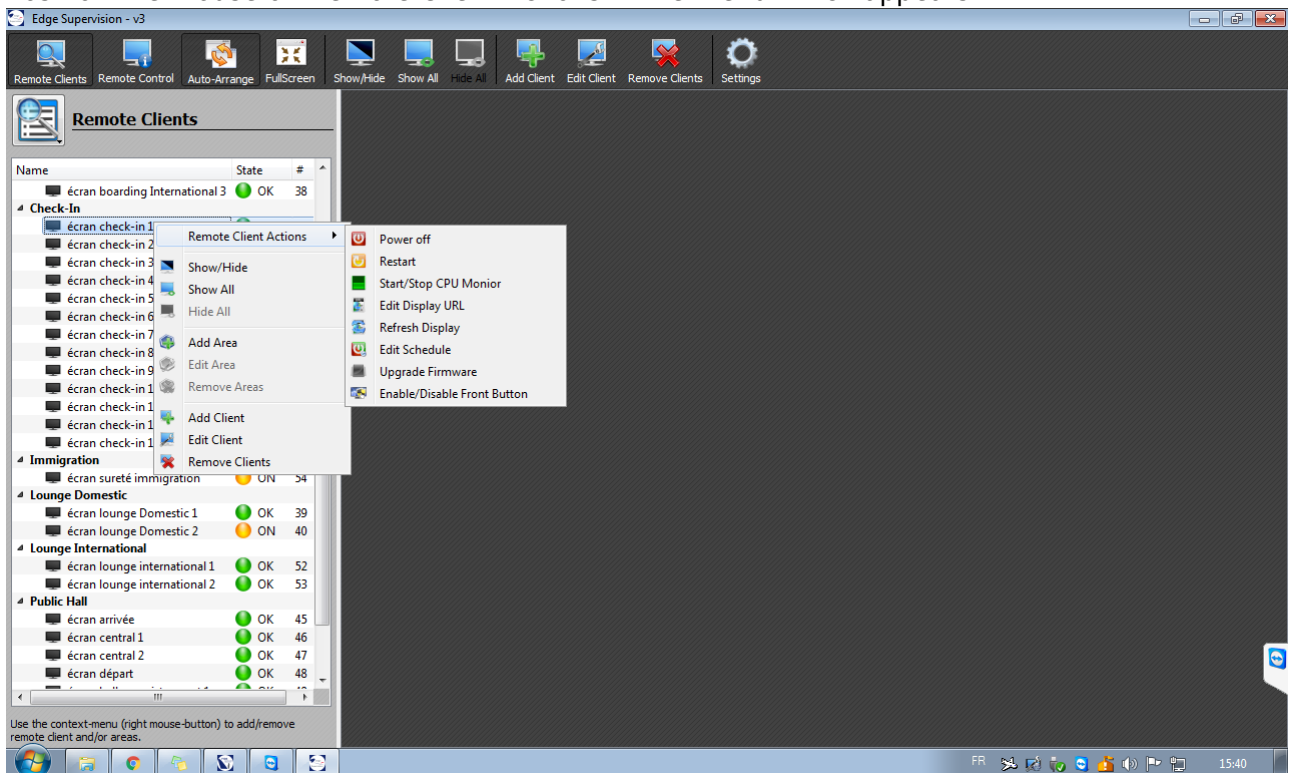 Edge Supervision - v3
Remote Clients Remote Control Auto-Arrange FullScreen Show/Hide Show All Hide All Add Client Edit Client Remove Clients Settings
Remote Clients
Name State #
écran boarding International 3 OK 38
Check-In
écran check-in 1
écran check-in 2
écran check-in 3
écran check-in 4
écran check-in 5
écran check-in 6
écran check-in 7
écran check-in 8
écran check-in 9
écran check-in 1
écran check-in 1
écran check-in 1
écran check-in 1
Immigration
écran sureté immigration ON 54
Lounge Domestic
écran lounge Domestic 1 OK 39
écran lounge Domestic 2 ON 40
Lounge International
écran lounge international 1 OK 52
écran lounge international 2 OK 53
Public Hall
écran arrivée OK 45
écran central 1 OK 46
écran central 2 OK 47
écran départ OK 48
Remote Client Actions
Show/Hide
Show All
Hide All
Add Area
Edit Area
Remove Areas
Add Client
Edit Client
Remove Clients
Power off
Restart
Start/Stop CPU Monior
Edit Display URL
Refresh Display
Edit Schedule
Upgrade Firmware
Enable/Disable Front Button
Use the context-menu (right mouse-button) to add/remove
remote client and/or areas.
FR 15:40